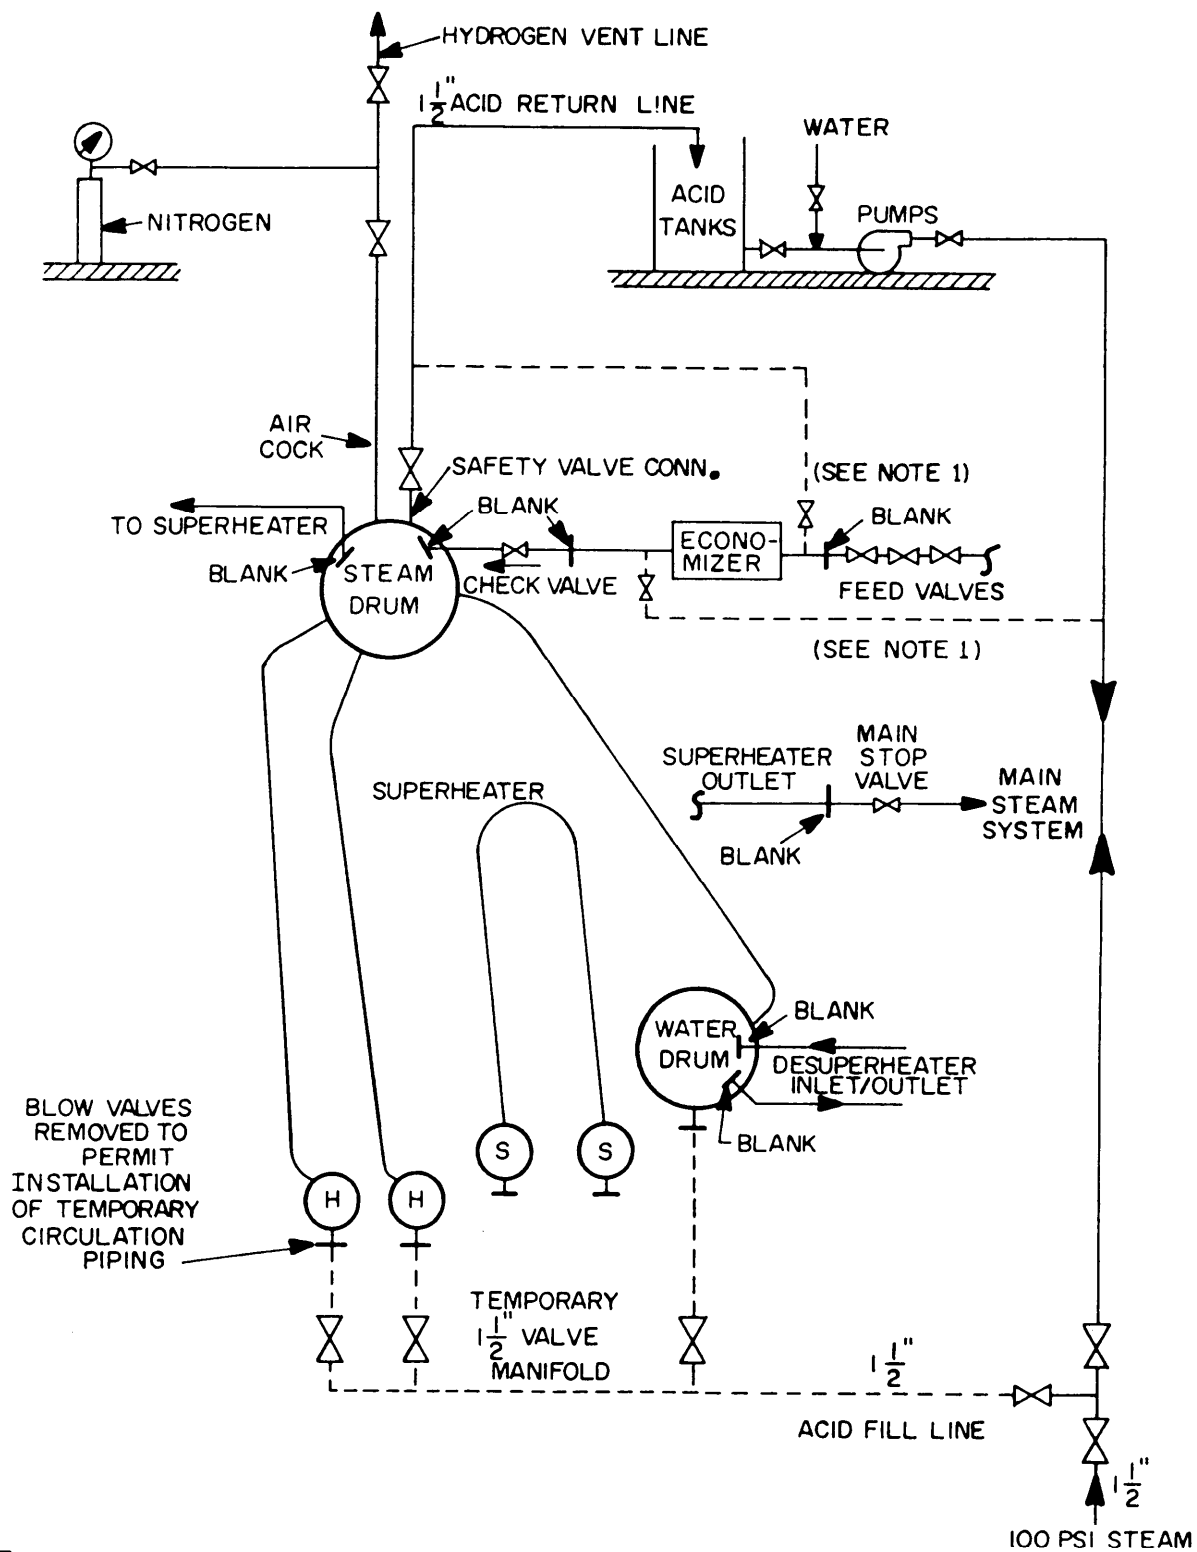 HYDROGEN VENT LINE
1 1/2" ACID RETURN LINE
WATER
ACID
TANKS
PUMPS
NITROGEN
AIR
COCK
SAFETY VALVE CONN.
(SEE NOTE 1)
BLANK
BLANK
TO SUPERHEATER
ECONO-
MIZER
BLANK
STEAM
DRUM
CHECK VALVE
FEED VALVES
(SEE NOTE 1)
MAIN
STOP
VALVE
SUPERHEATER
OUTLET
MAIN
STEAM
SYSTEM
SUPERHEATER
BLANK
BLANK
WATER
DRUM
DESUPERHEATER
INLET/OUTLET
BLANK
BLOW VALVES
REMOVED TO
PERMIT
INSTALLATION
OF TEMPORARY
CIRCULATION
PIPING
S
S
H
H
TEMPORARY
1 1/2" VALVE
MANIFOLD
1 1/2"
ACID FILL LINE
1 1/2"
100 PSI STEAM